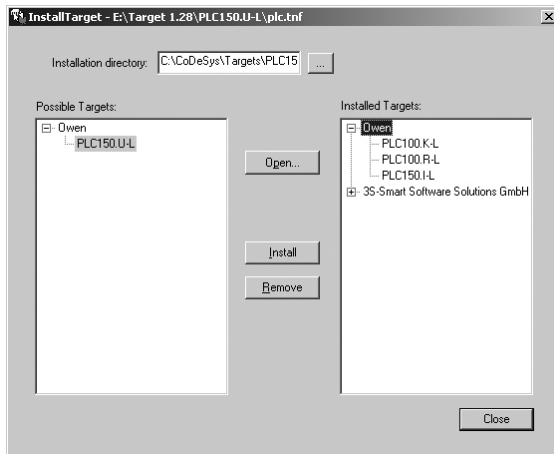 InstallTarget - E:\Target 1.28\PLC150.U-L\plc.tnf
Installation directory: C:\CoDeSys\Targets\PLC15 ...
Possible Targets:
Owen
PLC150.U-L
Open...
Install
Remove
Installed Targets:
Owen
PLC100.K-L
PLC100.R-L
PLC150.I-L
3S-Smart Software Solutions GmbH
Close